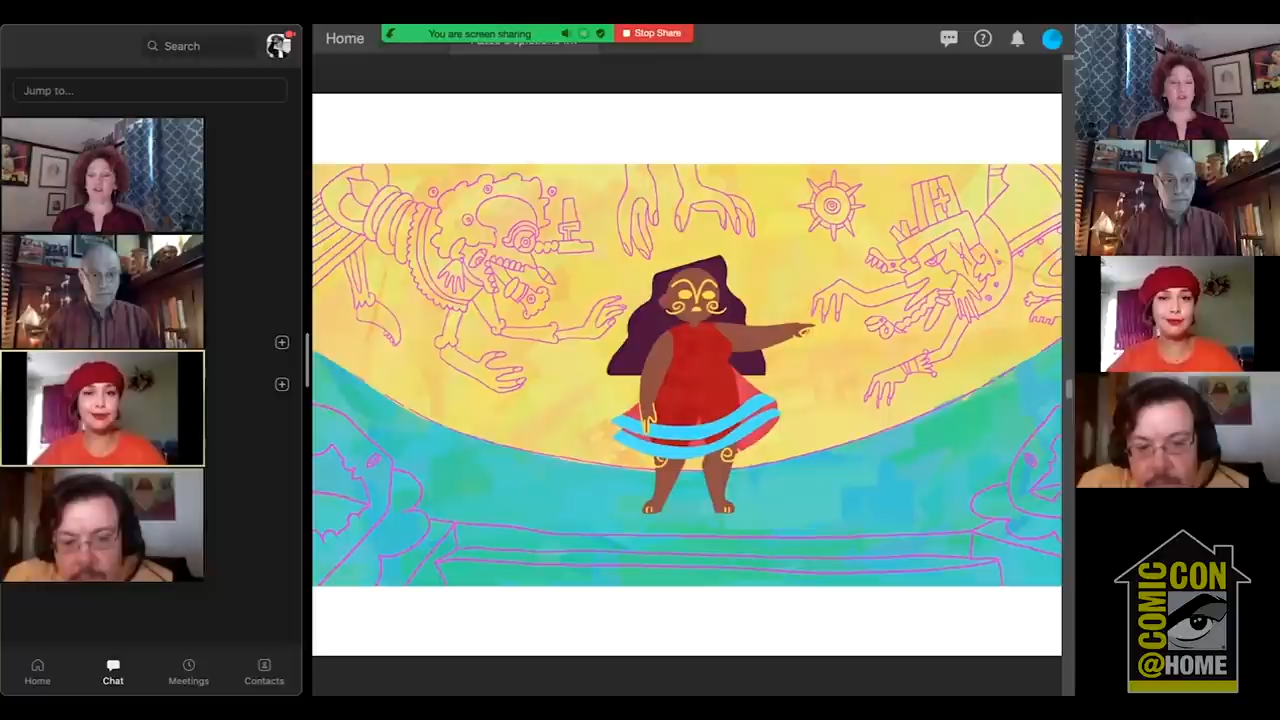 Search
Jump to...
Home
Chat
Meetings
Contacts
Home
You are screen sharing
Stop Share
COMIC
CON
@HOME